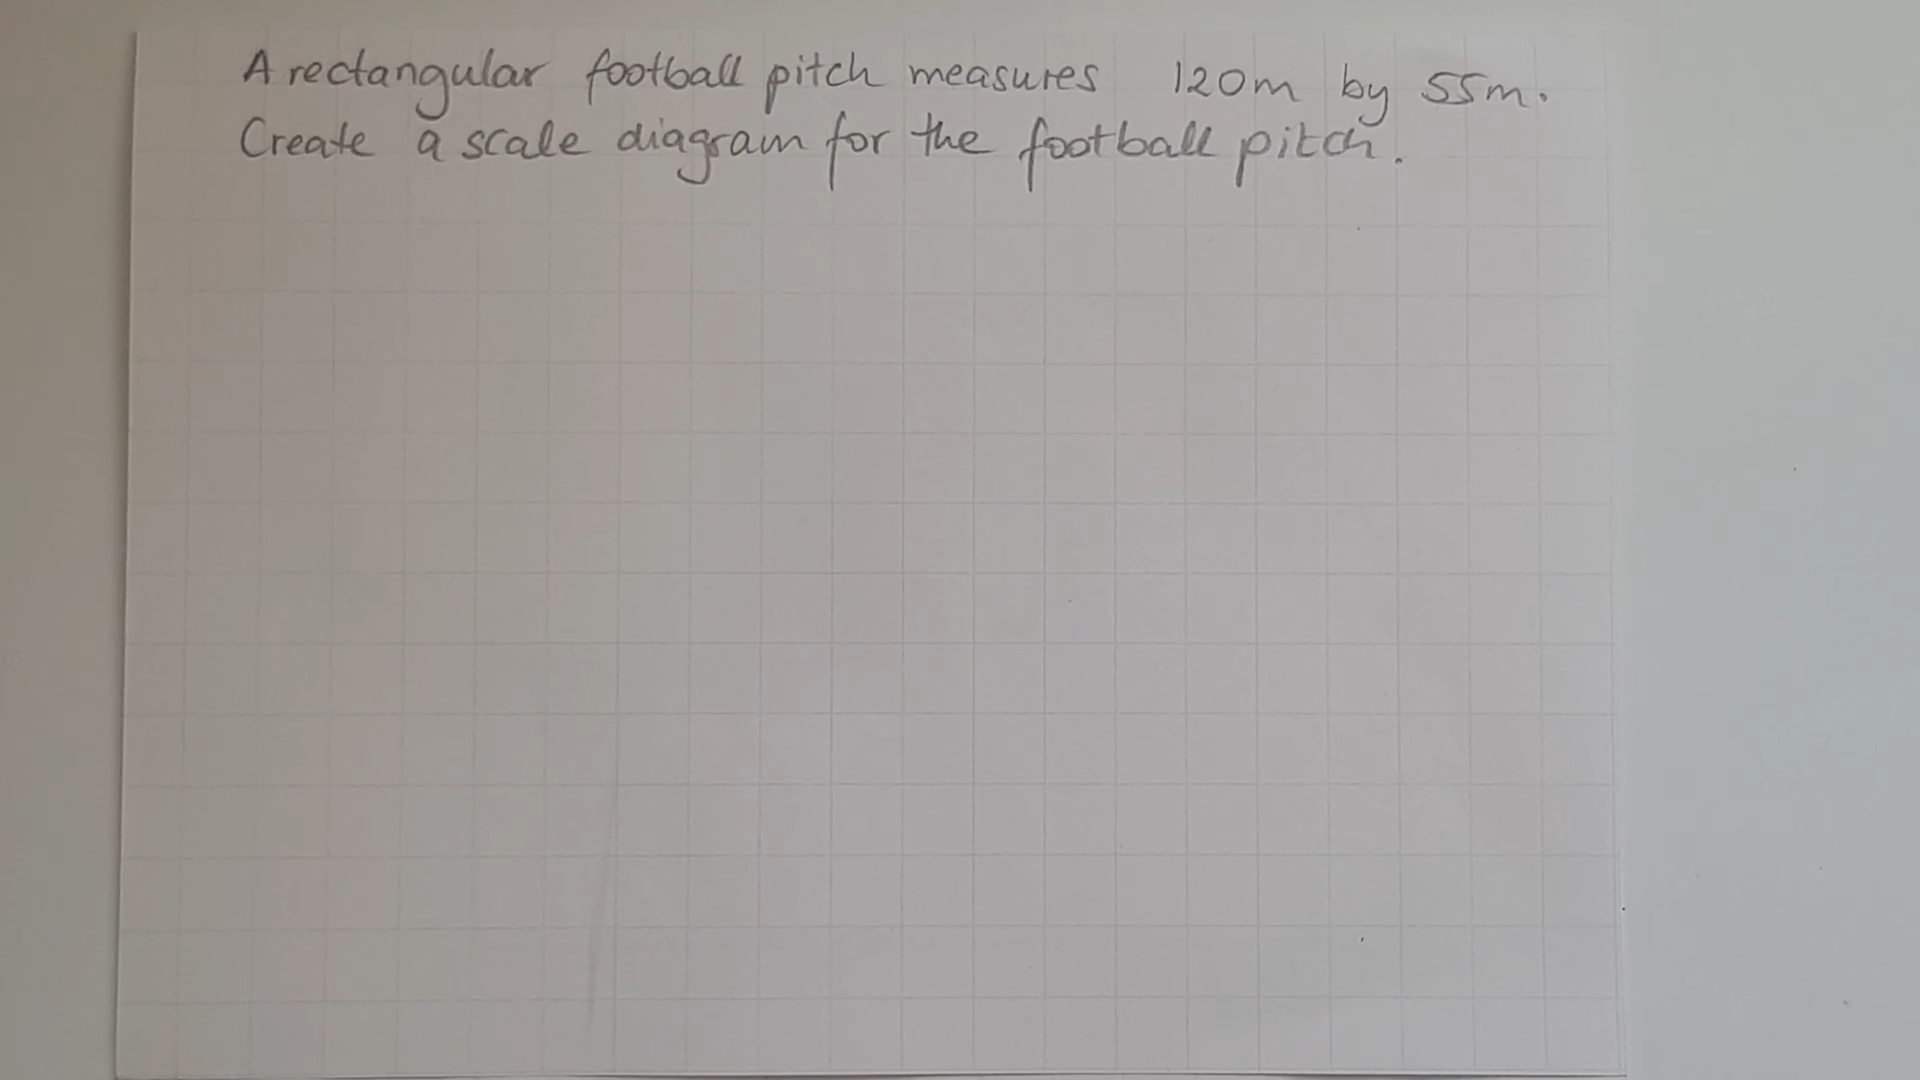 A rectangular football pitch measures 120m by 55m.
Create a scale diagram for the football pitch.